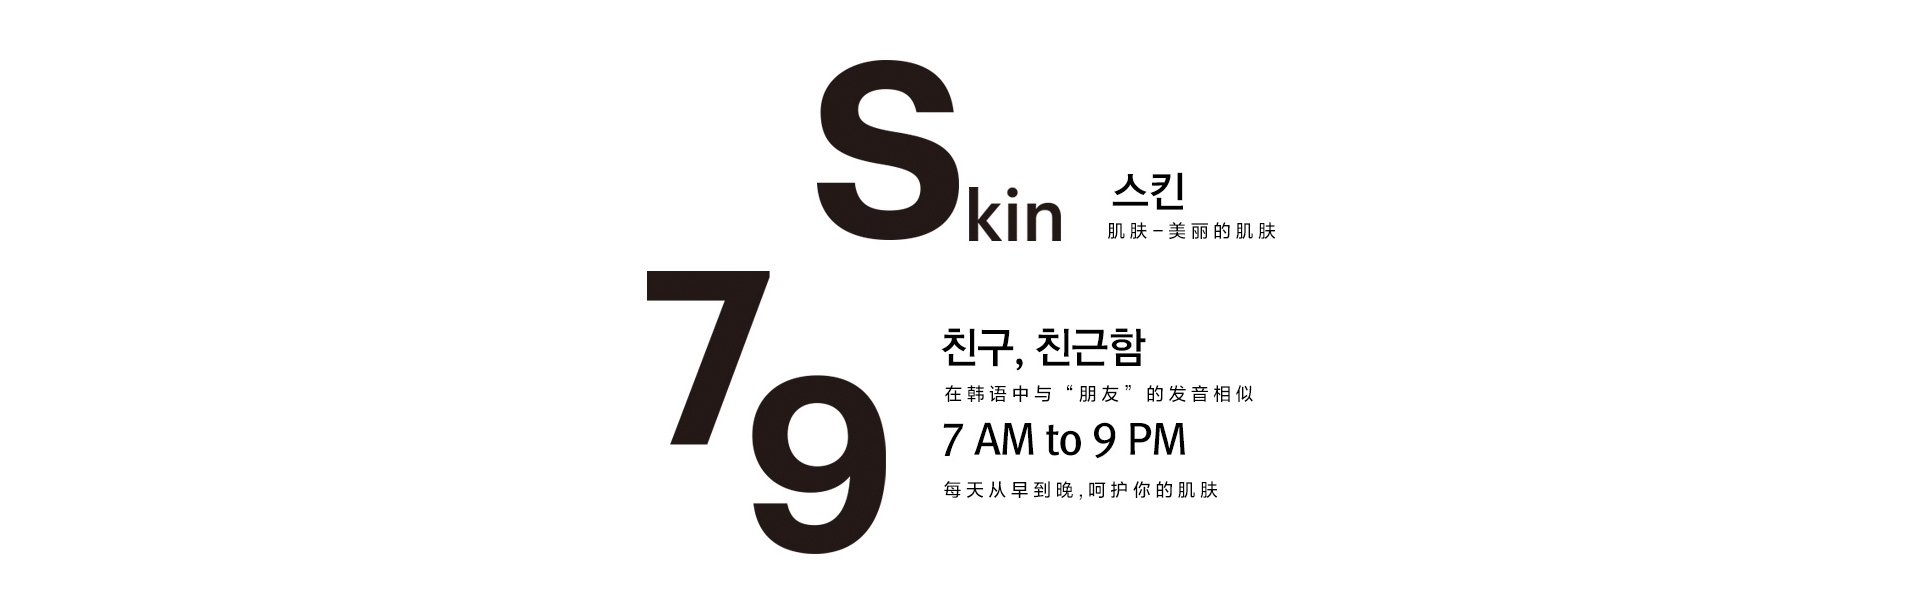 Skin
스킨
肌肤-美丽的肌肤
79
친구, 친근함
在韩语中与“朋友”的发音相似
7 AM to 9 PM
每天从早到晚,呵护你的肌肤